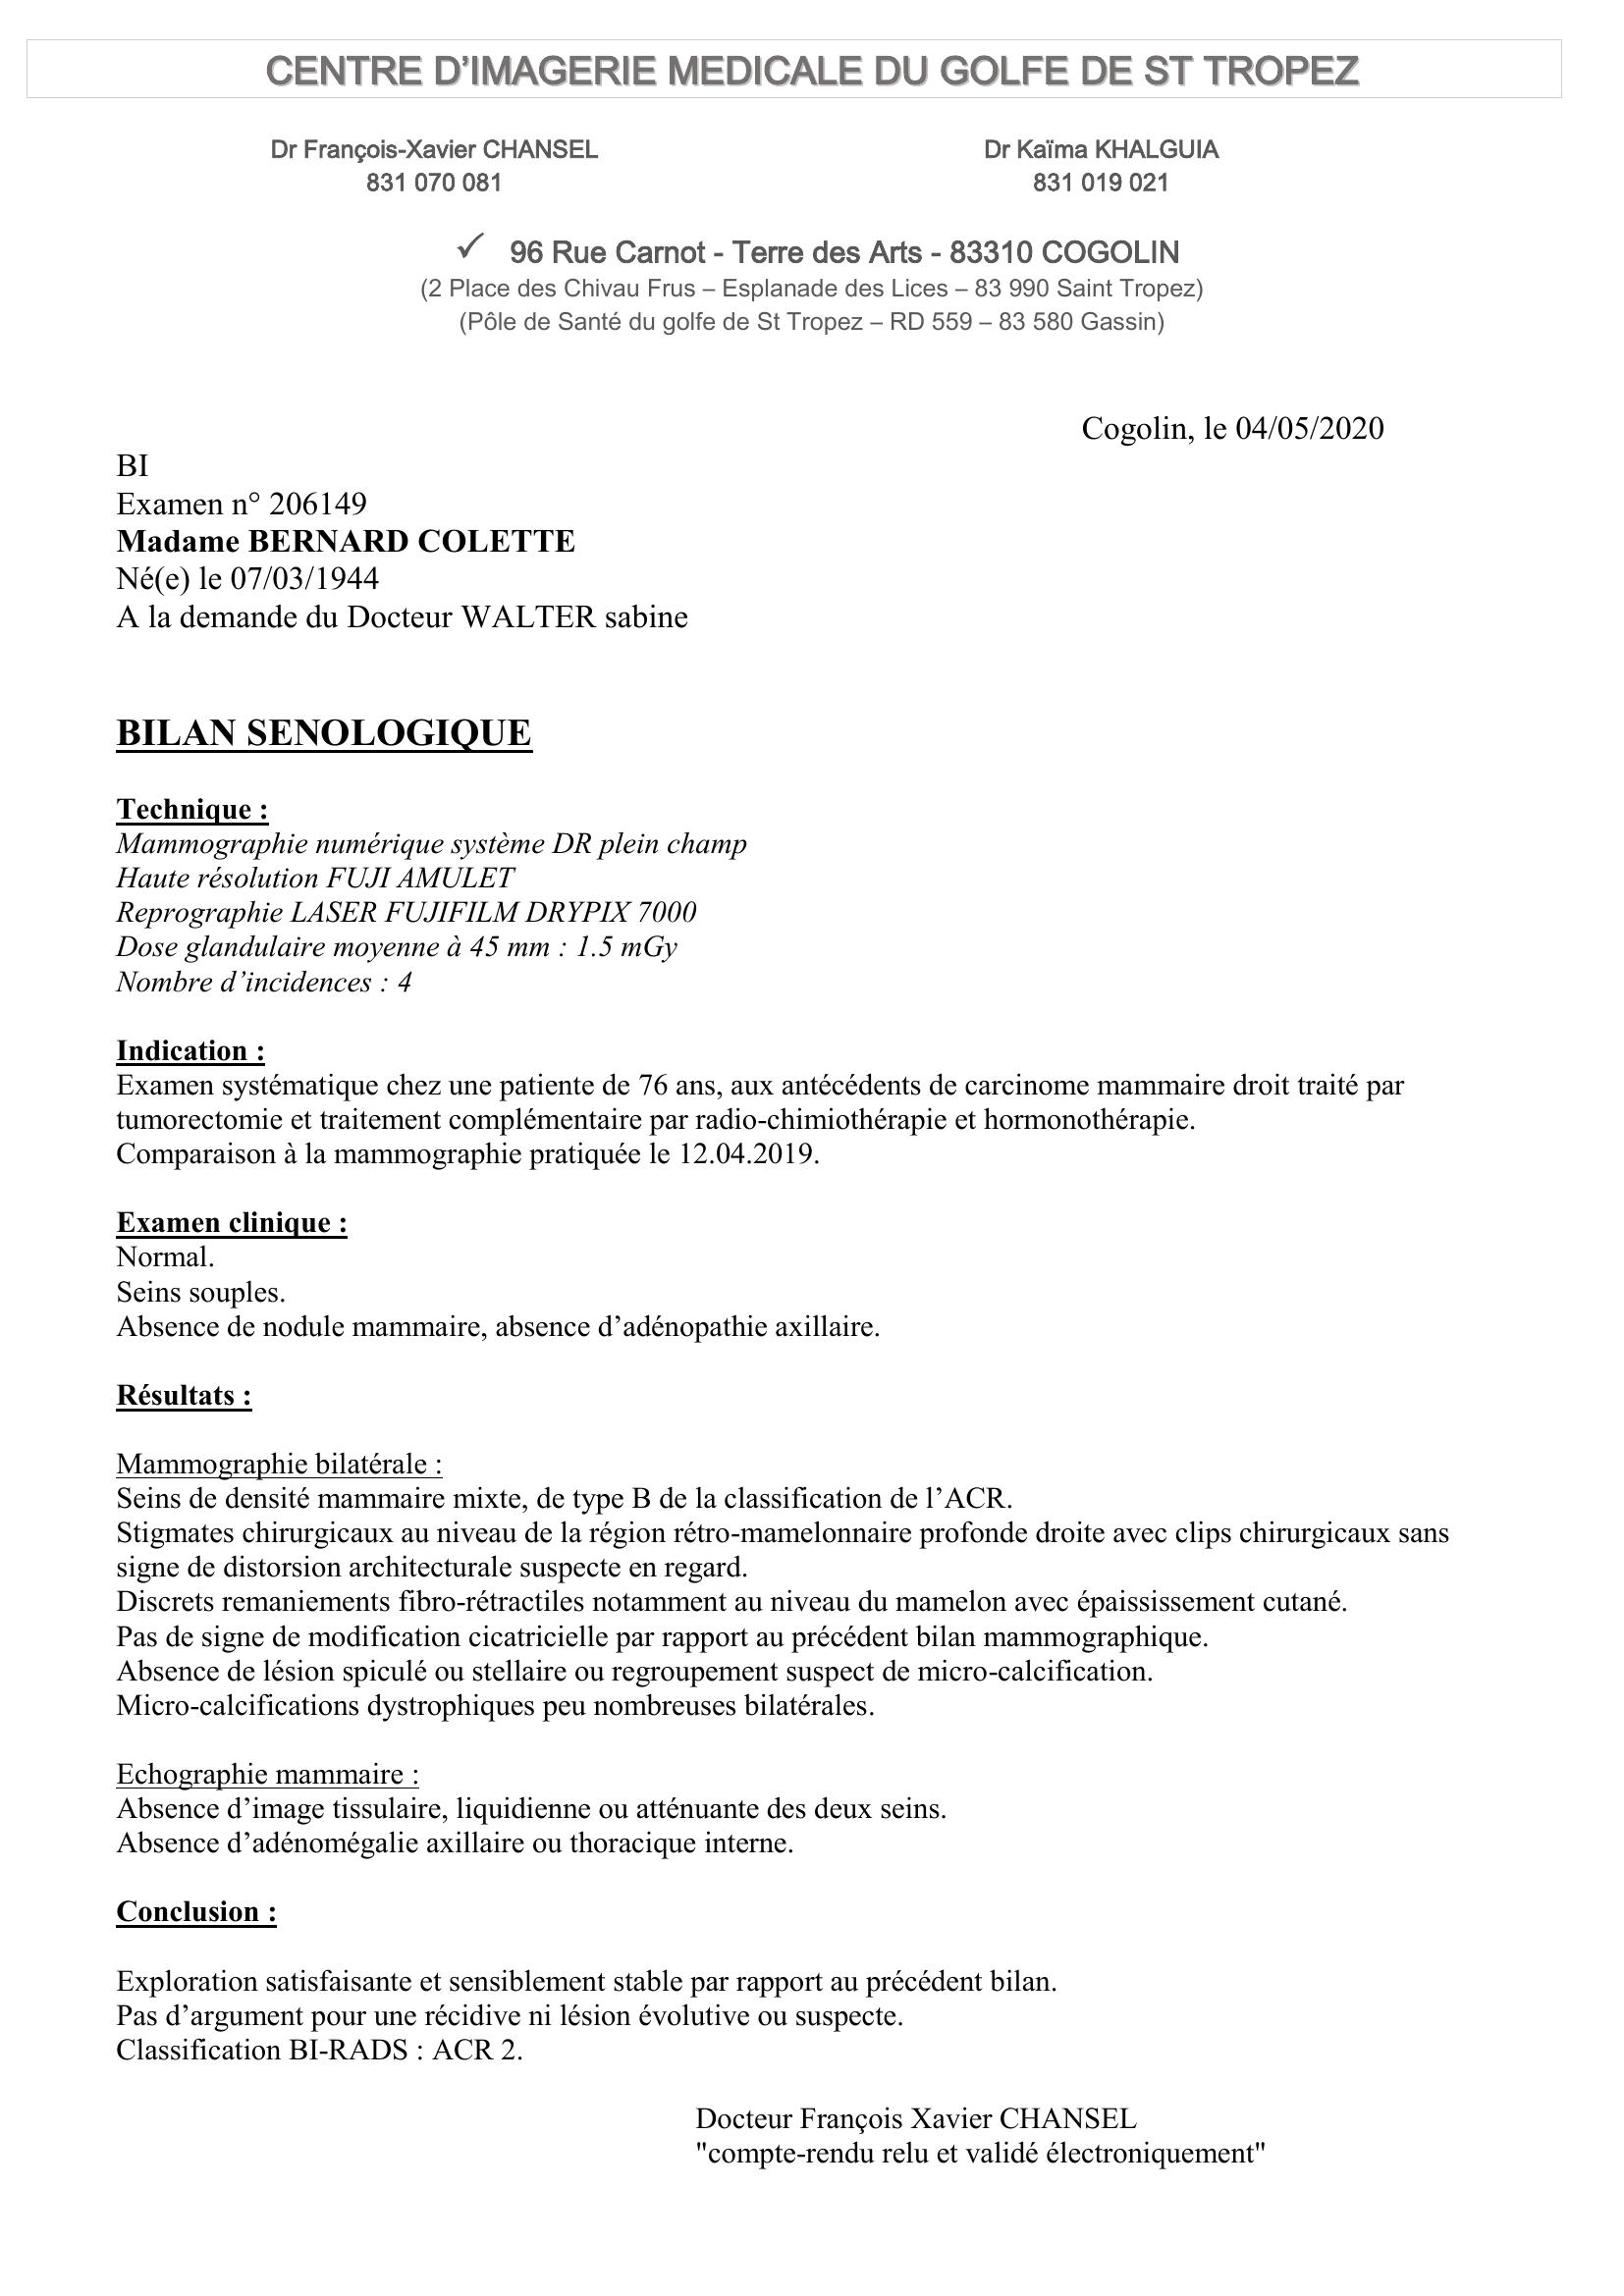 CENTRE D’IMAGERIE MEDICALE DU GOLFE DE ST TROPEZ
Dr François-Xavier CHANSEL
831 070 081
Dr Kaïma KHALGUIA
831 019 021
✓ 96 Rue Carnot - Terre des Arts - 83310 COGOLIN
(2 Place des Chivau Frus – Esplanade des Lices – 83 990 Saint Tropez)
(Pôle de Santé du golfe de St Tropez – RD 559 – 83 580 Gassin)
Cogolin, le 04/05/2020
BI
Examen n° 206149
Madame BERNARD COLETTE
Né(e) le 07/03/1944
A la demande du Docteur WALTER sabine
BILAN SENOLOGIQUE
Technique :
Mammographie numérique système DR plein champ
Haute résolution FUJI AMULET
Reprographie LASER FUJIFILM DRYPIX 7000
Dose glandulaire moyenne à 45 mm : 1.5 mGy
Nombre d’incidences : 4
Indication :
Examen systématique chez une patiente de 76 ans, aux antécédents de carcinome mammaire droit traité par
tumorectomie et traitement complémentaire par radio-chimiothérapie et hormonothérapie.
Comparaison à la mammographie pratiquée le 12.04.2019.
Examen clinique :
Normal.
Seins souples.
Absence de nodule mammaire, absence d’adénopathie axillaire.
Résultats :
Mammographie bilatérale :
Seins de densité mammaire mixte, de type B de la classification de l’ACR.
Stigmates chirurgicaux au niveau de la région rétro-mamelonnaire profonde droite avec clips chirurgicaux sans
signe de distorsion architecturale suspecte en regard.
Discrets remaniements fibro-rétractiles notamment au niveau du mamelon avec épaississement cutané.
Pas de signe de modification cicatricielle par rapport au précédent bilan mammographique.
Absence de lésion spiculé ou stellaire ou regroupement suspect de micro-calcification.
Micro-calcifications dystrophiques peu nombreuses bilatérales.
Echographie mammaire :
Absence d’image tissulaire, liquidienne ou atténuante des deux seins.
Absence d’adénomégalie axillaire ou thoracique interne.
Conclusion :
Exploration satisfaisante et sensiblement stable par rapport au précédent bilan.
Pas d’argument pour une récidive ni lésion évolutive ou suspecte.
Classification BI-RADS : ACR 2.
Docteur François Xavier CHANSEL
"compte-rendu relu et validé électroniquement"